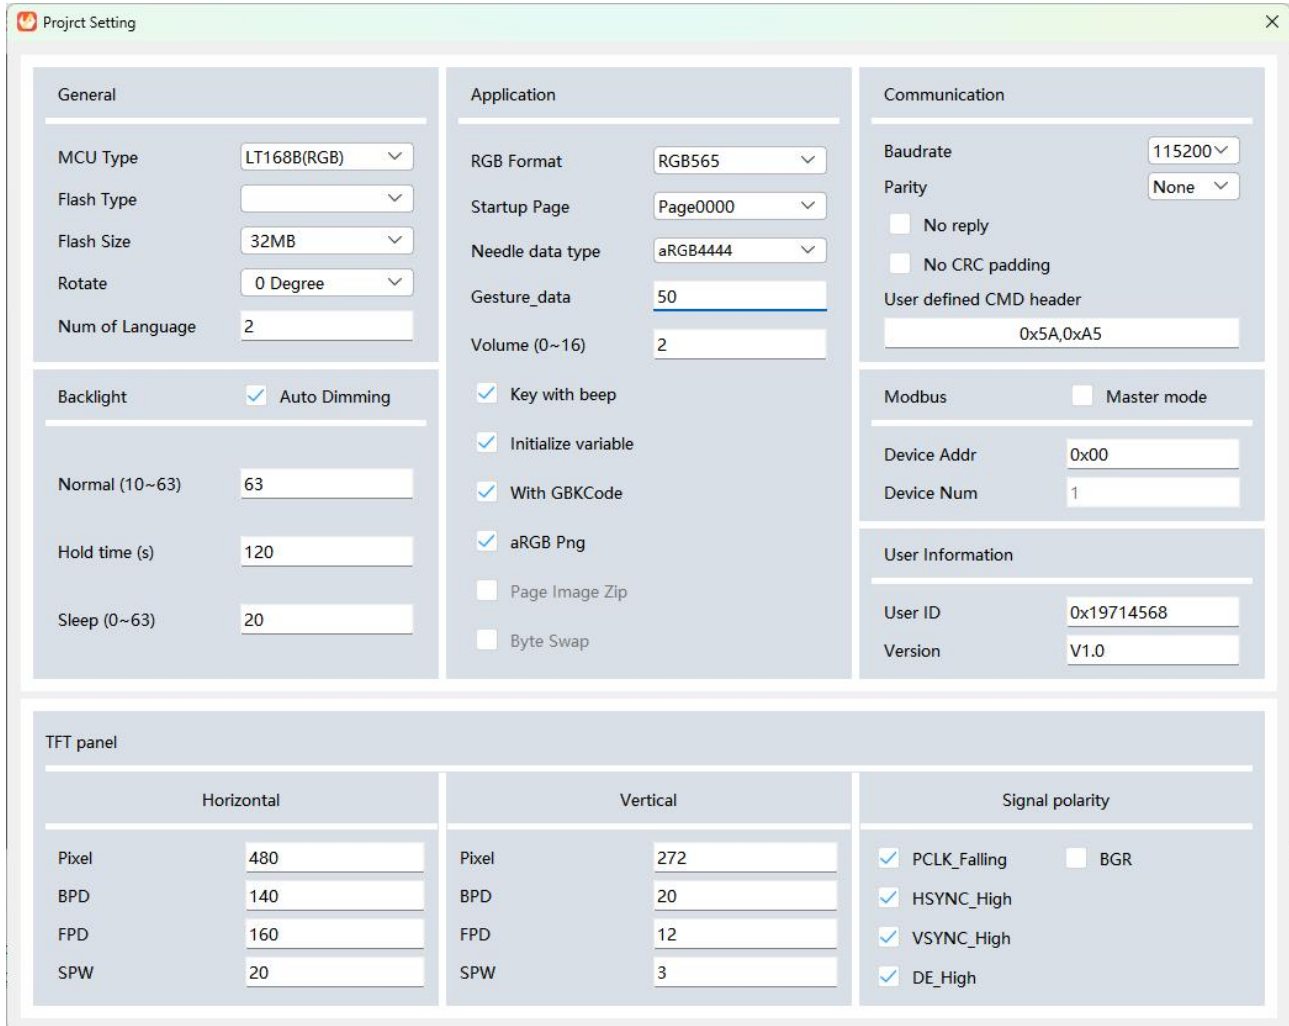 Projrct Setting
General
MCU Type LT168B(RGB)
Flash Type
Flash Size 32MB
Rotate 0 Degree
Num of Language 2
Backlight Auto Dimming
Normal (10~63) 63
Hold time (s) 120
Sleep (0~63) 20
Application
RGB Format RGB565
Startup Page Page0000
Needle data type aRGB4444
Gesture_data 50
Volume (0~16) 2
Key with beep
Initialize variable
With GBKCode
aRGB Png
Page Image Zip
Byte Swap
Communication
Baudrate 115200
Parity None
No reply
No CRC padding
User defined CMD header
0x5A,0xA5
Modbus Master mode
Device Addr 0x00
Device Num 1
User Information
User ID 0x19714568
Version V1.0
TFT panel
Horizontal
Pixel 480
BPD 140
FPD 160
SPW 20
Vertical
Pixel 272
BPD 20
FPD 12
SPW 3
Signal polarity
PCLK_Falling BGR
HSYNC_High
VSYNC_High
DE_High